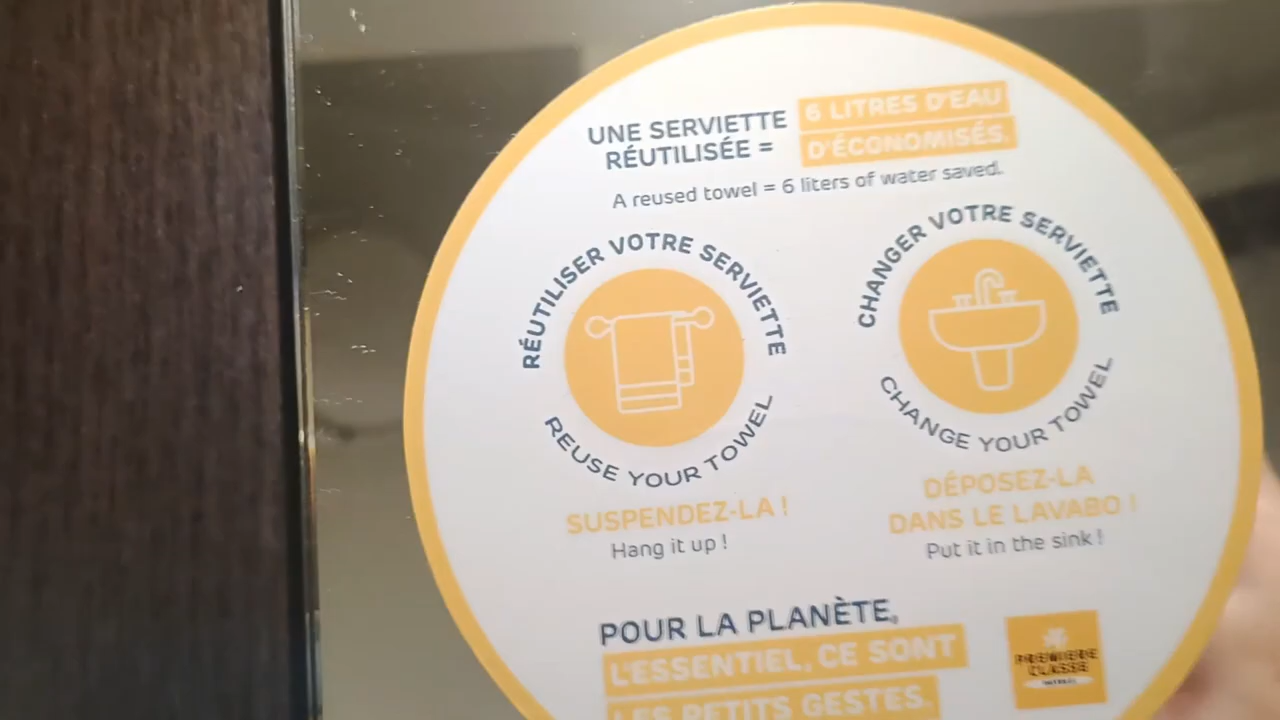 UNE SERVIETTE
RÉUTILISÉE =
6 LITRES D'EAU
D'ÉCONOMISÉS.
A reused towel = 6 liters of water saved.
RÉUTILISER VOTRE SERVIETTE
REUSE YOUR TOWEL
SUSPENDEZ-LA !
Hang it up !
CHANGER VOTRE SERVIETTE
CHANGE YOUR TOWEL
DÉPOSEZ-LA
DANS LE LAVABO !
Put it in the sink !
POUR LA PLANÈTE,
L'ESSENTIEL, CE SONT
LES PETITS GESTES.
PREMIERE
CLASSE